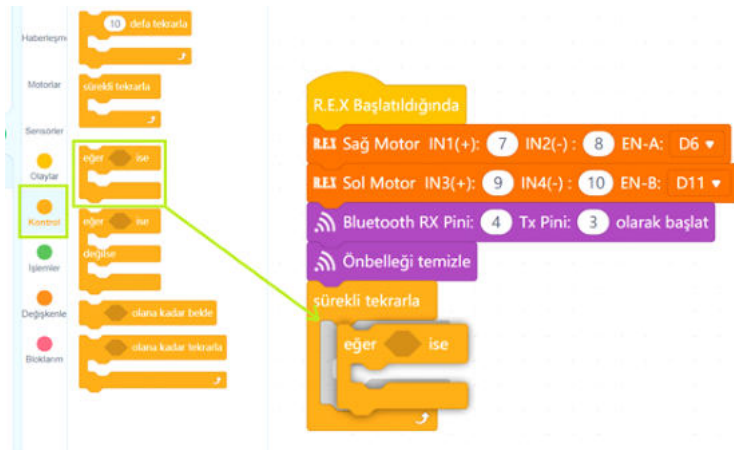 Haberleşme
Motorlar
Sensörler
Olaylar
Kontrol
İşlemler
Değişkenle
Bloklarım
10 defa tekrarla
sürekli tekrarla
eğer ise
eğer ise
değilse
olana kadar bekle
olana kadar tekrarla
R.E.X Başlatıldığında
R.E.X Sağ Motor IN1(+): 7 IN2(-) : 8 EN-A: D6
R.E.X Sol Motor IN3(+): 9 IN4(-) : 10 EN-B: D11
Bluetooth RX Pini: 4 Tx Pini: 3 olarak başlat
Önbelleği temizle
sürekli tekrarla
eğer ise